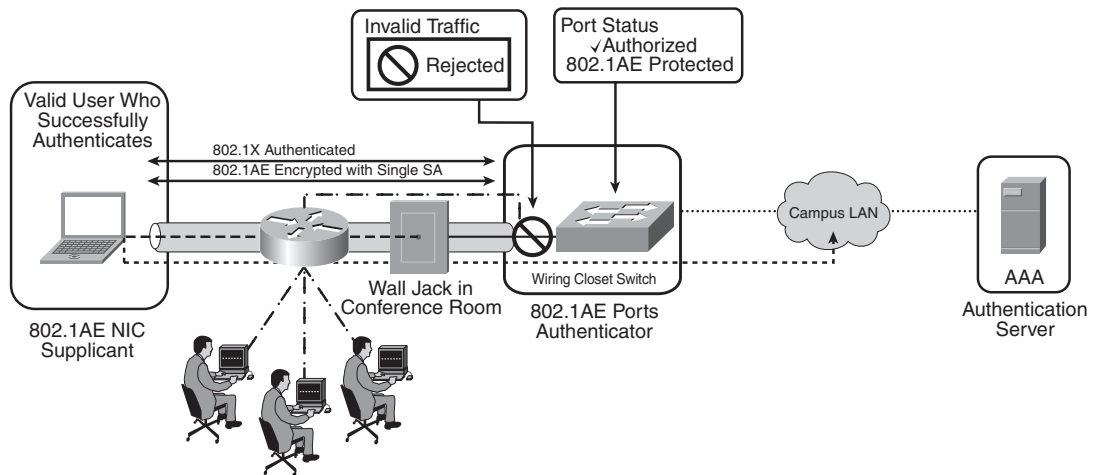 Invalid Traffic
Rejected
Port Status
✓Authorized
802.1AE Protected
Valid User Who
Successfully
Authenticates
802.1X Authenticated
802.1AE Encrypted with Single SA
Campus LAN
Wiring Closet Switch
AAA
Wall Jack in
Conference Room
802.1AE NIC
Supplicant
802.1AE Ports
Authenticator
Authentication
Server